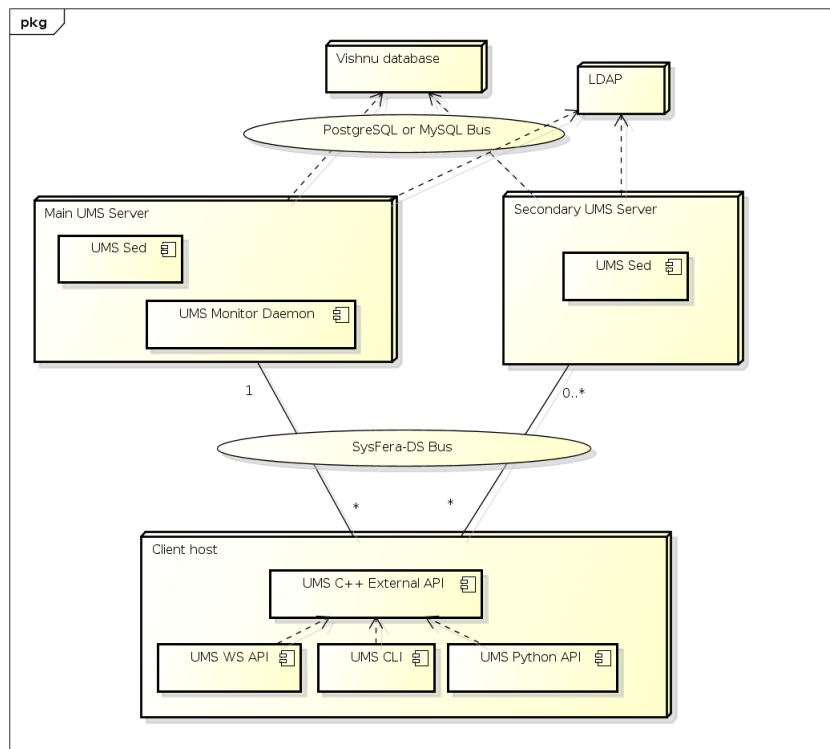 pkg
Vishnu database
LDAP
PostgreSQL or MySQL Bus
Main UMS Server
Secondary UMS Server
UMS Sed
UMS Sed
UMS Monitor Daemon
1
0..*
SysFera-DS Bus
*
*
Client host
UMS C++ External API
UMS WS API
UMS CLI
UMS Python API